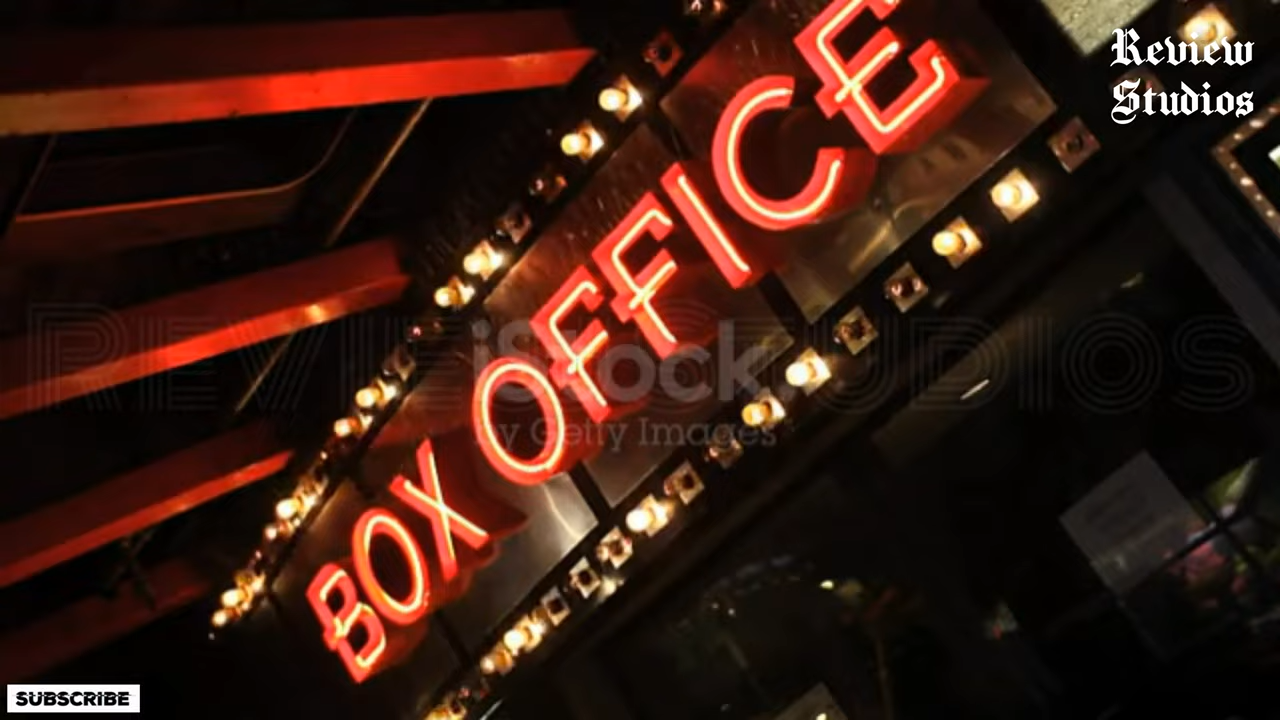 Review
Studios
BOX OFFICE
REVIEW STUDIOS
iStock
by Getty Images
SUBSCRIBE